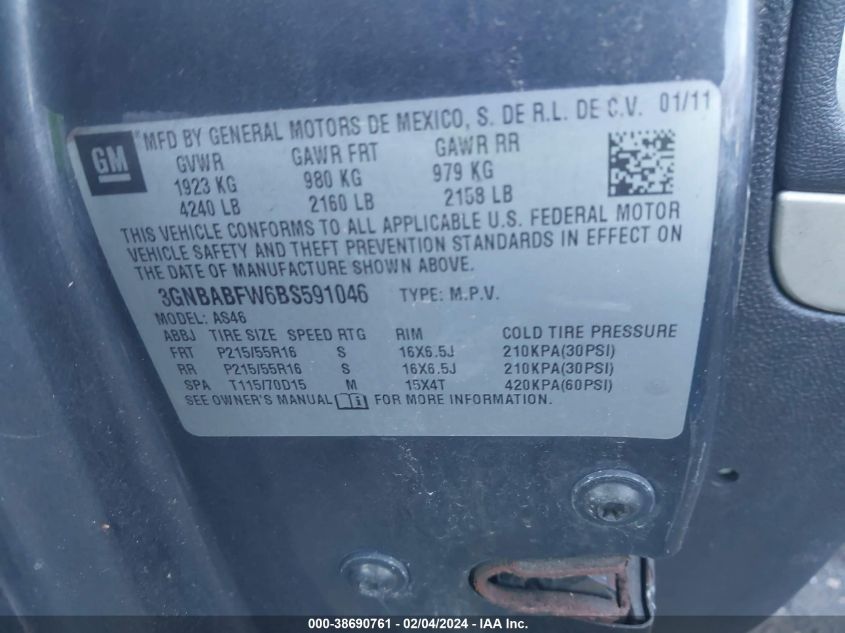 GM
MFD BY GENERAL MOTORS DE MEXICO, S. DE R.L. DE C.V. 01/11
GVWR GAWR FRT GAWR RR
1923 KG 980 KG 979 KG
4240 LB 2160 LB 2158 LB
THIS VEHICLE CONFORMS TO ALL APPLICABLE U.S. FEDERAL MOTOR
VEHICLE SAFETY AND THEFT PREVENTION STANDARDS IN EFFECT ON
THE DATE OF MANUFACTURE SHOWN ABOVE.
3GNBABFW6BS591046 TYPE: M.P.V.
MODEL: AS46
ABBJ TIRE SIZE SPEED RTG RIM COLD TIRE PRESSURE
FRT P215/55R16 S 16X6.5J 210KPA(30PSI)
RR P215/55R16 S 16X6.5J 210KPA(30PSI)
SPA T115/70D15 M 15X4T 420KPA(60PSI)
SEE OWNER'S MANUAL FOR MORE INFORMATION.
000-38690761 - 02/04/2024 - IAAI.com